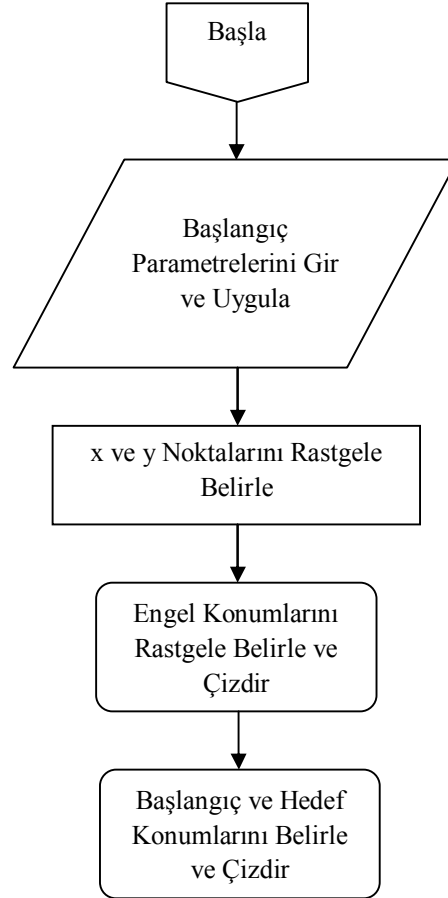 Başla
Başlangıç
Parametrelerini Gir
ve Uygula
x ve y Noktalarını Rastgele
Belirle
Engel Konumlarını
Rastgele Belirle ve
Çizdir
Başlangıç ve Hedef
Konumlarını Belirle
ve Çizdir